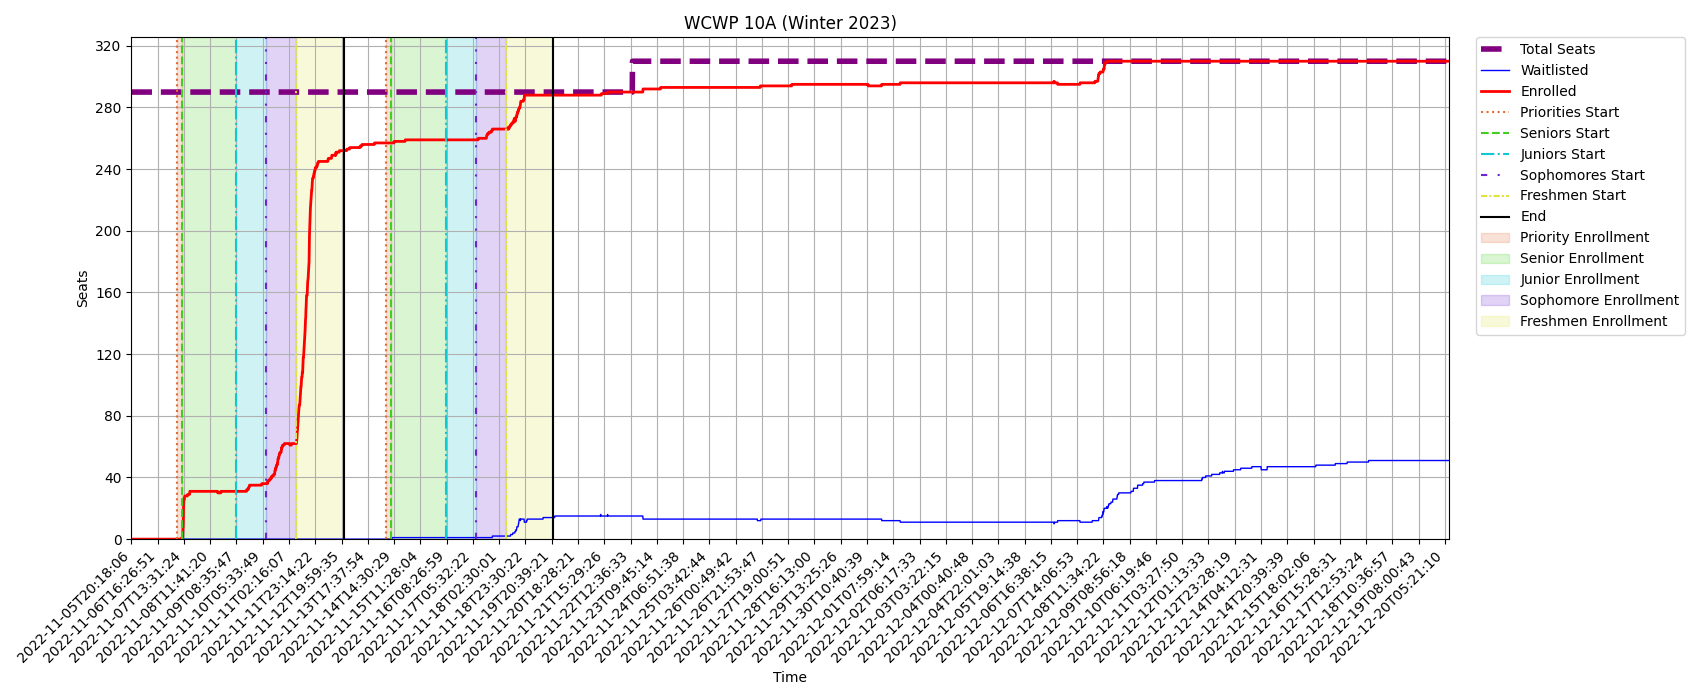 WCWP 10A (Winter 2023)
320
280
240
200
160
120
80
40
0
Seats
2022-11-05T20:18:06
2022-11-06T16:26:51
2022-11-07T13:31:24
2022-11-08T11:41:20
2022-11-09T08:35:47
2022-11-10T05:33:49
2022-11-11T02:16:07
2022-11-11T23:14:22
2022-11-12T19:59:35
2022-11-13T17:37:54
2022-11-14T14:30:29
2022-11-15T11:28:04
2022-11-16T08:26:59
2022-11-17T05:32:22
2022-11-18T02:30:01
2022-11-18T23:30:22
2022-11-19T20:39:21
2022-11-20T18:28:21
2022-11-21T15:29:26
2022-11-22T12:36:33
2022-11-23T09:45:14
2022-11-24T06:51:38
2022-11-25T03:42:44
2022-11-26T00:49:42
2022-11-26T21:53:47
2022-11-27T19:00:51
2022-11-28T16:13:00
2022-11-29T13:25:26
2022-11-30T10:40:39
2022-12-01T07:59:14
2022-12-02T06:17:33
2022-12-03T03:22:15
2022-12-04T00:40:48
2022-12-04T22:01:03
2022-12-05T19:14:38
2022-12-06T16:38:15
2022-12-07T14:06:53
2022-12-08T11:34:22
2022-12-09T08:56:18
2022-12-10T06:19:46
2022-12-11T03:27:50
2022-12-12T01:13:33
2022-12-12T23:28:19
2022-12-14T04:12:31
2022-12-14T20:39:39
2022-12-15T18:02:06
2022-12-16T15:28:31
2022-12-17T12:53:24
2022-12-18T10:36:57
2022-12-19T08:00:43
2022-12-20T05:21:10
Time
Total Seats
Waitlisted
Enrolled
Priorities Start
Seniors Start
Juniors Start
Sophomores Start
Freshmen Start
End
Priority Enrollment
Senior Enrollment
Junior Enrollment
Sophomore Enrollment
Freshmen Enrollment